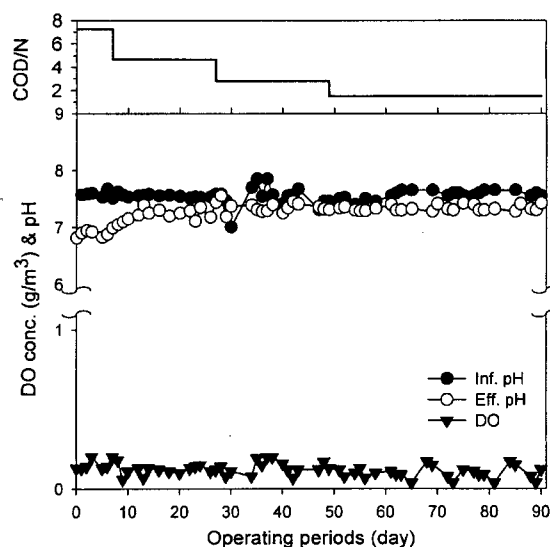 8
6
4
2
COD/N
9
8
7
6
1
0
DO conc. (g/m³) & pH
Inf. pH
Eff. pH
DO
0 10 20 30 40 50 60 70 80 90
Operating periods (day)